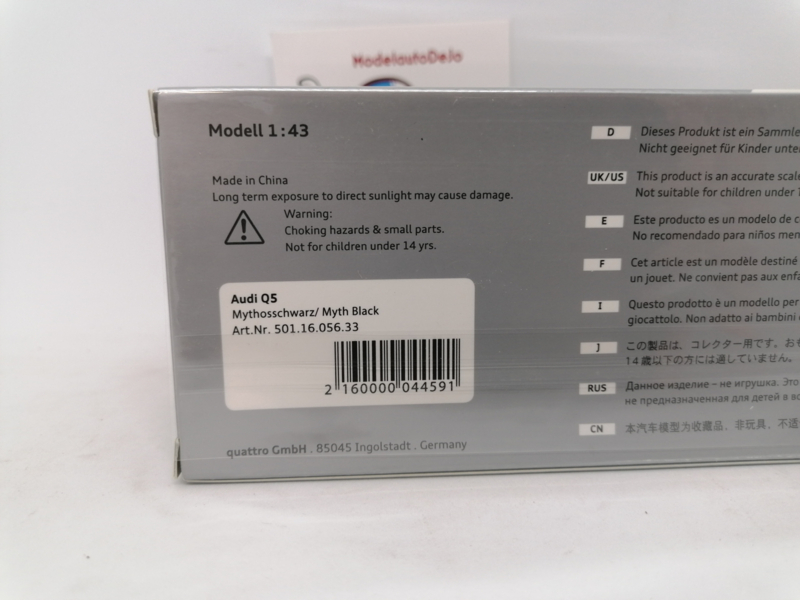 ModelautoDeJo
Modell 1:43
Made in China
Long term exposure to direct sunlight may cause damage.
Warning:
Choking hazards & small parts.
Not for children under 14 yrs.
Audi Q5
Mythosschwarz/ Myth Black
Art.Nr. 501.16.056.33
2 160000 044591
quattro GmbH . 85045 Ingolstadt . Germany
D Dieses Produkt ist ein Sammle
Nicht geeignet für Kinder unte
UK/US This product is an accurate scale
Not suitable for children under 1
E Este producto es un modelo de c
No recomendado para niños men
F Cet article est un modèle destiné
un jouet. Ne convient pas aux enfa
I Questo prodotto è un modello per
giocattolo. Non adatto ai bambini
J この製品は、コレクター用です。おも
14歳以下の方には適していません。
RUS Данное изделие – не игрушка. Это
не предназначенная для детей в во
CN 本汽车模型为收藏品，非玩具，不适